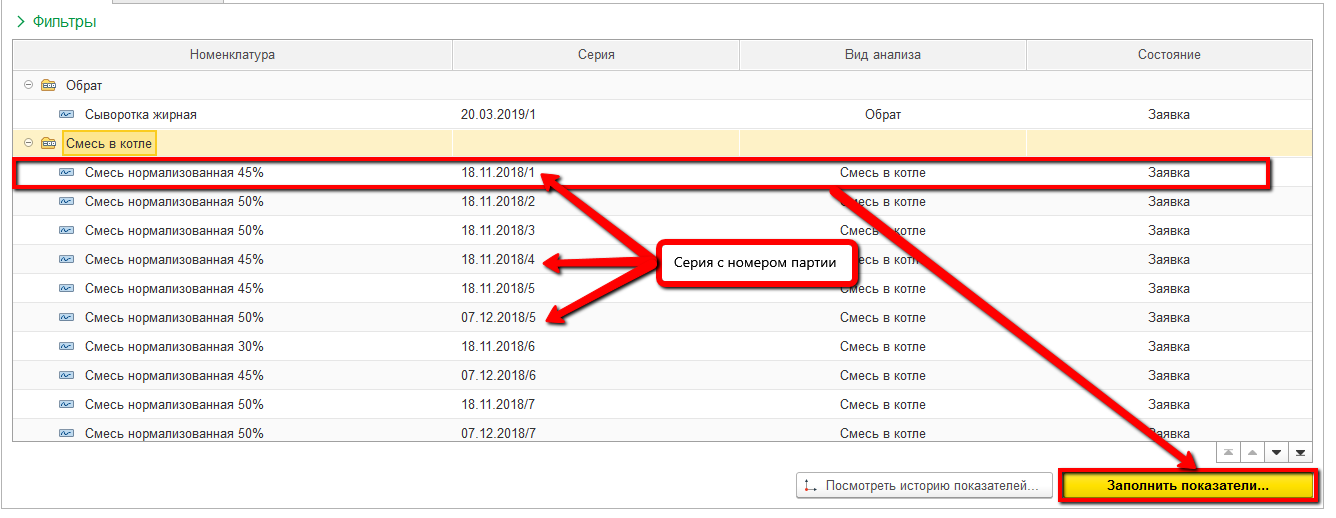 Фильтры
Номенклатура Серия Вид анализа Состояние
Обрат
Сыворотка жирная 20.03.2019/1 Обрат Заявка
Смесь в котле
Смесь нормализованная 45% 18.11.2018/1 Смесь в котле Заявка
Смесь нормализованная 50% 18.11.2018/2 Смесь в котле Заявка
Смесь нормализованная 50% 18.11.2018/3 Смесь в котле Заявка
Смесь нормализованная 45% 18.11.2018/4 Смесь в котле Заявка
Серия с номером партии
Смесь нормализованная 45% 18.11.2018/5 Смесь в котле Заявка
Смесь нормализованная 50% 07.12.2018/5 Смесь в котле Заявка
Смесь нормализованная 30% 18.11.2018/6 Смесь в котле Заявка
Смесь нормализованная 45% 07.12.2018/6 Смесь в котле Заявка
Смесь нормализованная 50% 18.11.2018/7 Смесь в котле Заявка
Смесь нормализованная 50% 07.12.2018/7 Смесь в котле Заявка
Посмотреть историю показателей... Заполнить показатели...